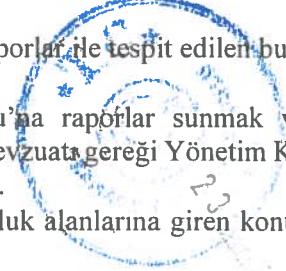 porlar ile tespit edilen bu
u'na raporlar sunmak
evzuatı gereği Yönetim K
luk alanlarına giren konu